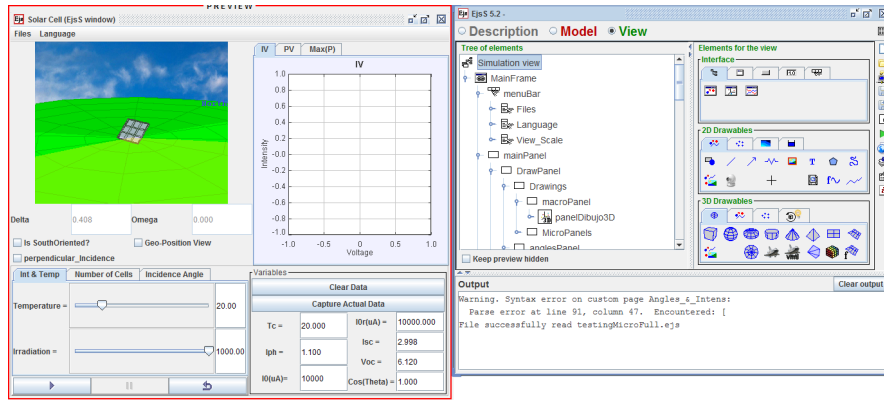 PREVIEW
Ejs Solar Cell (EjsS window)
Files Language
IV PV Max(P)
IV
1.0
0.8
0.6
0.4
0.2
0.0
-0.2
-0.4
-0.6
-0.8
-1.0
Intensity
-1.0 -0.5 0 0.5 1.0
Voltage
Delta 0.408 Omega 0.000
Is SouthOriented? Geo-Position View
perpendicular_Incidence
Int & Temp Number of Cells Incidence Angle
Temperature = 20.00
Irradiation = 1000.00
Variables
Clear Data
Capture Actual Data
Tc = 20.000 I0r(uA) = 10000.000
Isc = 2.998
Iph = 1.100
Voc = 6.120
I0(uA)= 10000 Cos(Theta) = 1.000
Ejs EjsS 5.2 -
Description Model View
Tree of elements
Simulation view
MainFrame
menuBar
Files
Language
View_Scale
mainPanel
DrawPanel
Drawings
macroPanel
panelDibujo3D
MicroPanels
anglesPanel
Keep preview hidden
Elements for the view
Interface
2D Drawables
3D Drawables
Output Clear output
Warning. Syntax error on custom page Angles_&_Intens:
Parse error at line 91, column 47. Encountered: [
File successfully read testingMicroFull.ejs